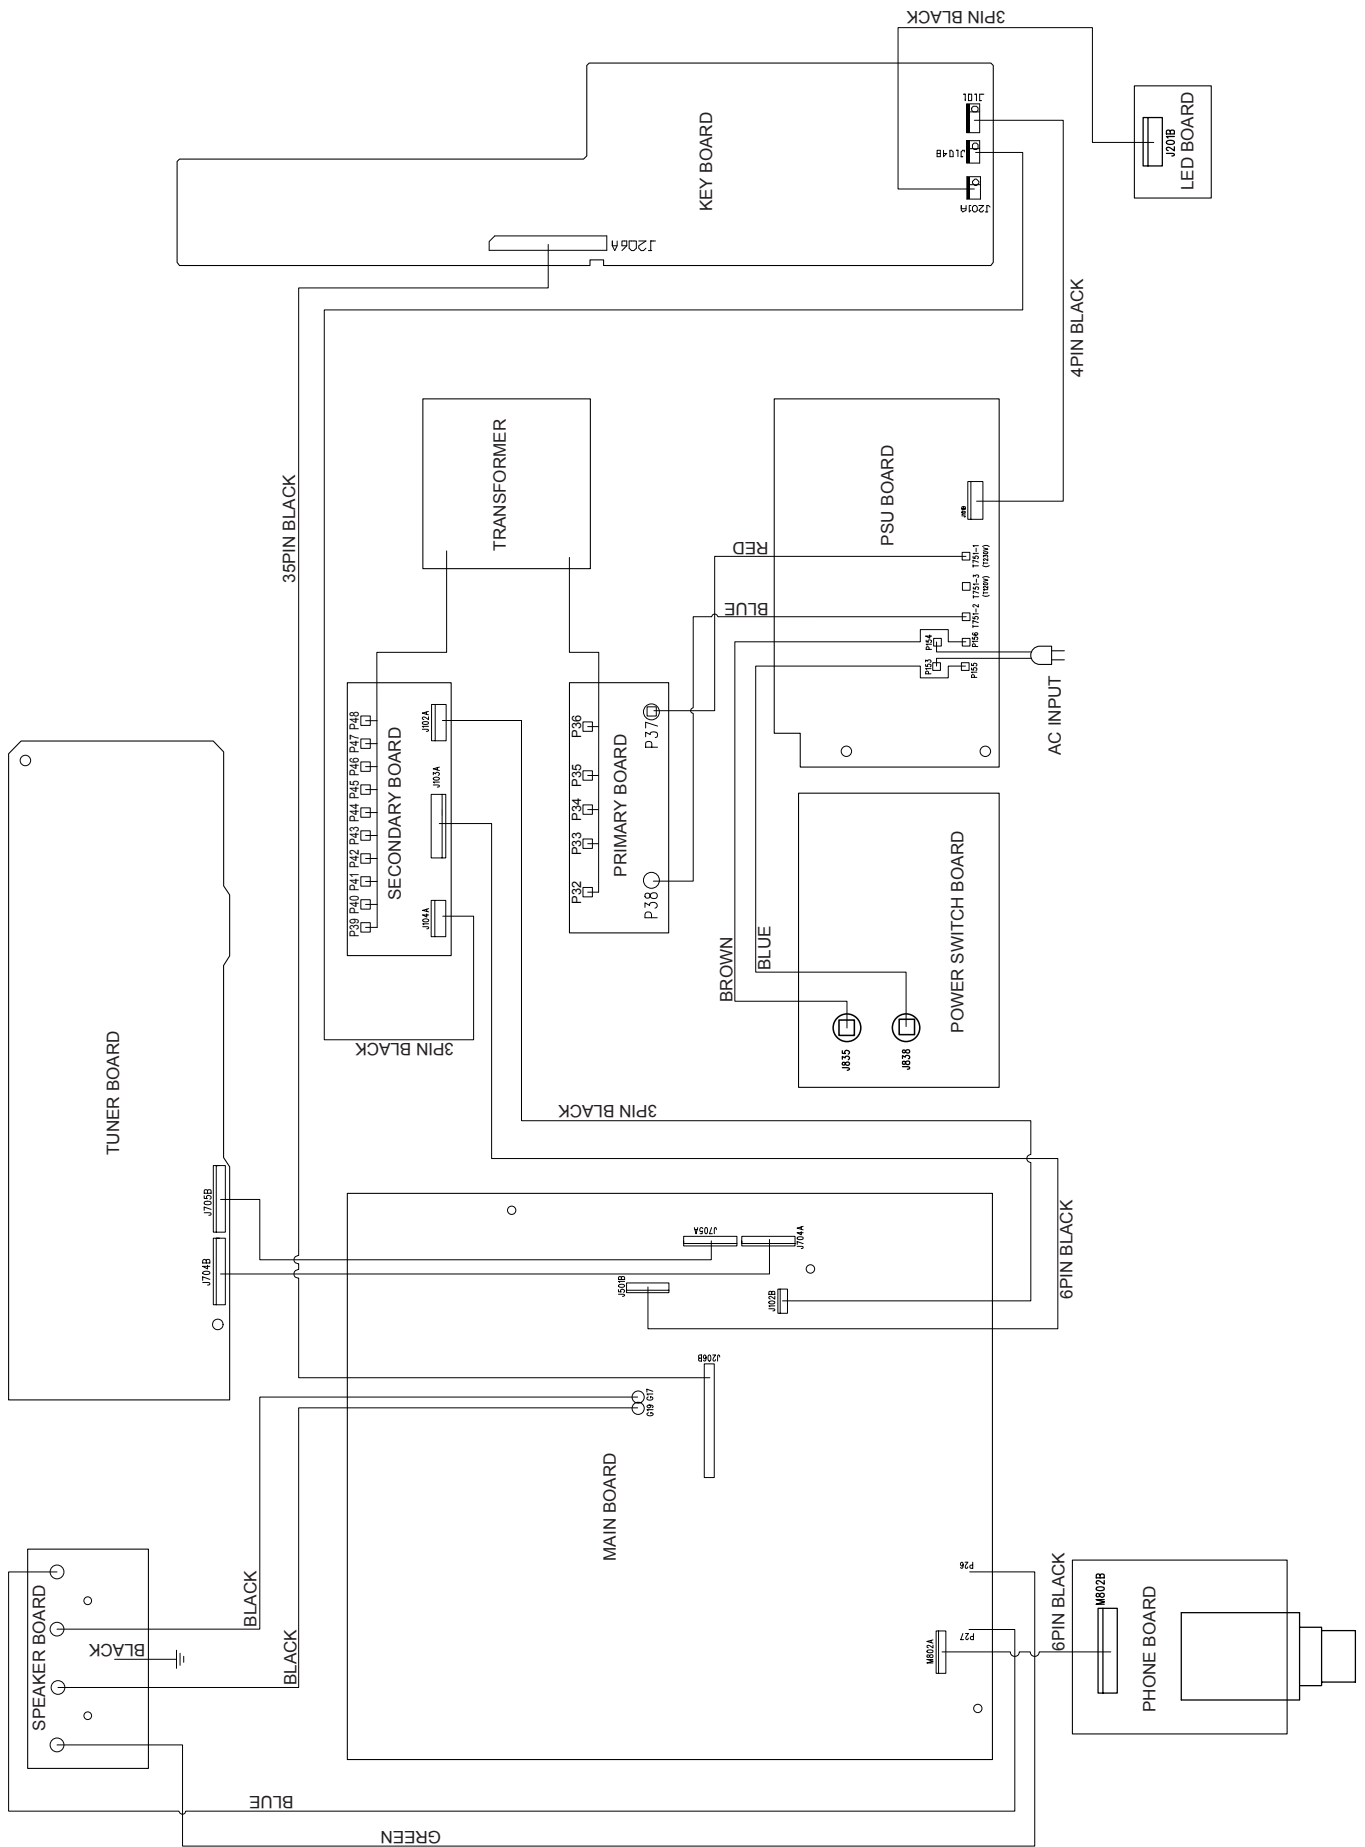 3PIN BLACK
KEY BOARD
J101
J104B
J201A
J206A
J201B
LED BOARD
4PIN BLACK
35PIN BLACK
TRANSFORMER
PSU BOARD
T751-1
(T230V)
T751-3
(T120V)
T751-2
P154
P156
P153
P155
AC INPUT
RED
BLUE
P48
P47
P46
P45
P44
P43
P42
P41
P40
P39
SECONDARY BOARD
J102A
J103A
J104A
P36
P35
P34
P33
P32
PRIMARY BOARD
P37
P38
BROWN
BLUE
POWER SWITCH BOARD
J835
J838
3PIN BLACK
3PIN BLACK
TUNER BOARD
J705B
J704B
6PIN BLACK
J705A
J704A
J501B
J102B
J206B
G17
G19
MAIN BOARD
P26
P27
M802A
SPEAKER BOARD
BLACK
BLACK
BLACK
BLUE
GREEN
6PIN BLACK
M802B
PHONE BOARD